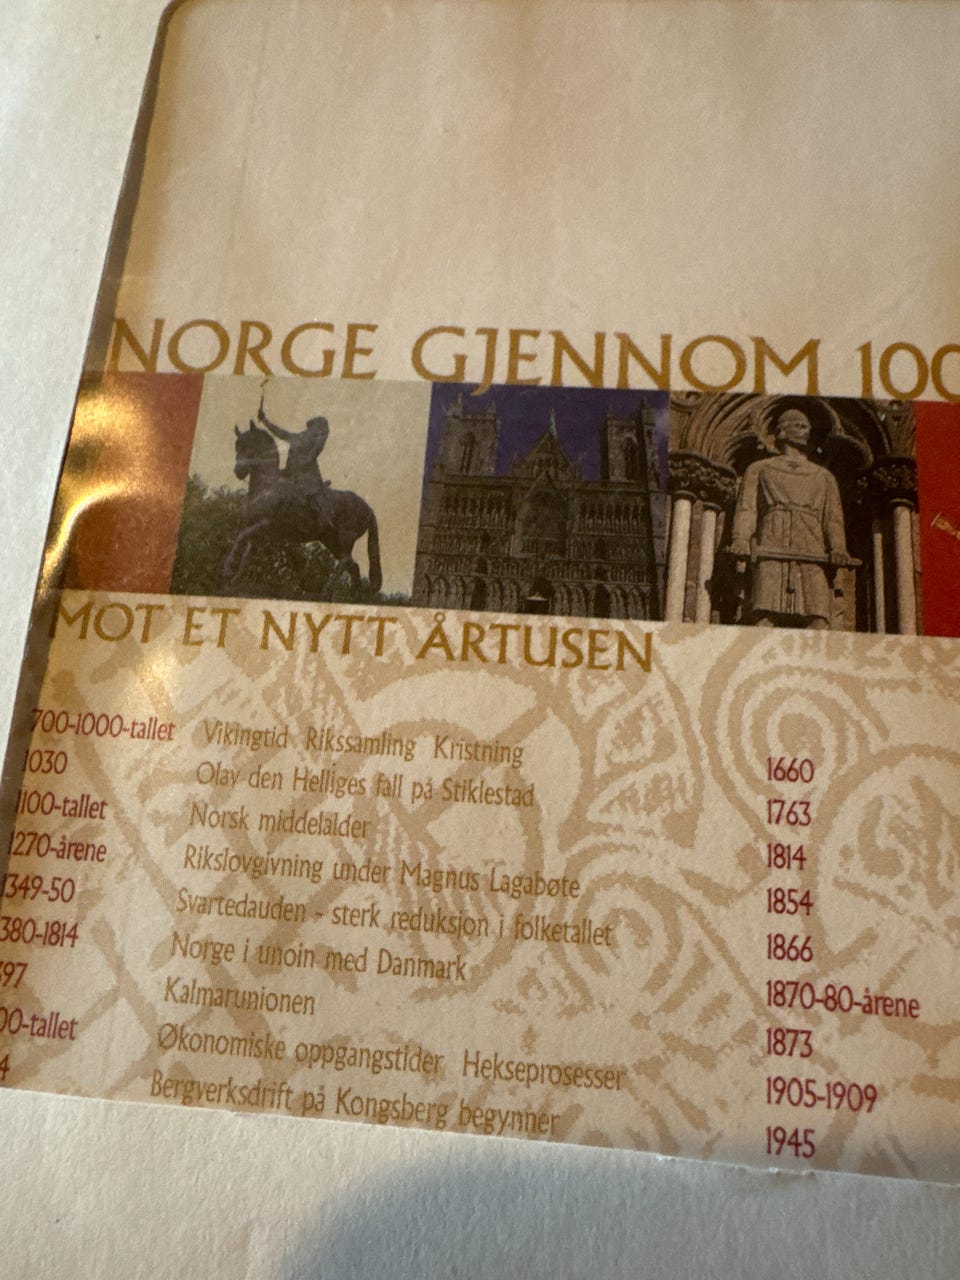 NORGE GJENNOM 100
MOT ET NYTT ÅRTUSEN
700-1000-tallet Vikingtid Rikssamling Kristning
1030 Olav den Helliges fall på Stiklestad
1100-tallet Norsk middelalder
1270-årene Rikslovgivning under Magnus Lagabøte
1349-50 Svartedauden - sterk reduksjon i folketallet
380-1814 Norge i unoin med Danmark
397 Kalmarunionen
00-tallet Økonomiske oppgangstider Hekseprosesser
4 Bergverksdrift på Kongsberg begynner
1660
1763
1814
1854
1866
1870-80-årene
1873
1905-1909
1945